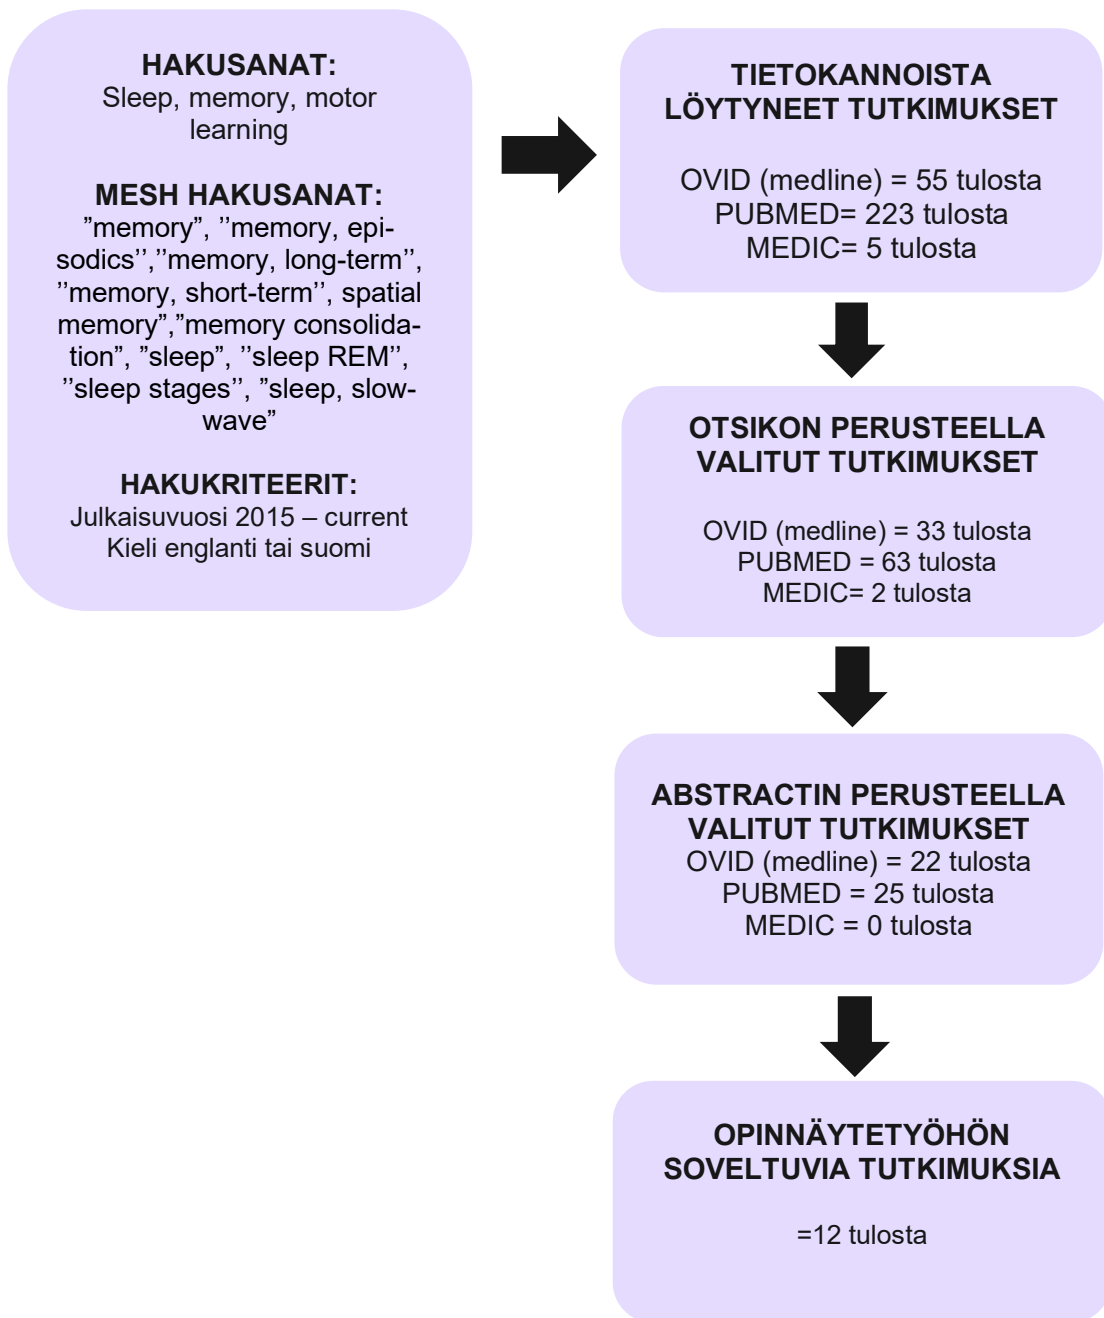 HAKUSANAT:
Sleep, memory, motor
learning
MESH HAKUSANAT:
”memory”, ’’memory, epi-
sodics’’,’’memory, long-term’’,
’’memory, short-term’’, spatial
memory”,”memory consolida-
tion”, ”sleep”, ’’sleep REM’’,
’’sleep stages’’, ”sleep, slow-
wave”
HAKUKRITEERIT:
Julkaisuvuosi 2015 – current
Kieli englanti tai suomi
TIETOKANNOISTA
LÖYTYNEET TUTKIMUKSET
OVID (medline) = 55 tulosta
PUBMED= 223 tulosta
MEDIC= 5 tulosta
OTSIKON PERUSTEELLA
VALITUT TUTKIMUKSET
OVID (medline) = 33 tulosta
PUBMED = 63 tulosta
MEDIC= 2 tulosta
ABSTRACTIN PERUSTEELLA
VALITUT TUTKIMUKSET
OVID (medline) = 22 tulosta
PUBMED = 25 tulosta
MEDIC = 0 tulosta
OPINNÄYTETYÖHÖN
SOVELTUVIA TUTKIMUKSIA
=12 tulosta